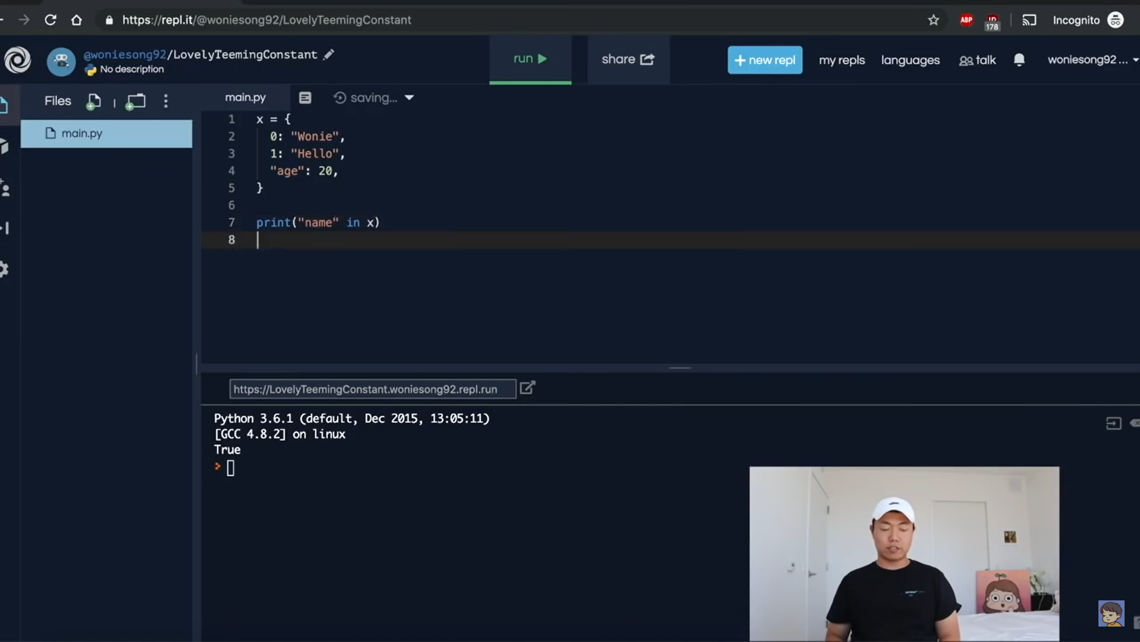 https://repl.it/@woniesong92/LovelyTeemingConstant
ABP
178
Incognito
@woniesong92/LovelyTeemingConstant
No description
run
share
+ new repl
my repls
languages
talk
woniesong92 ...
Files
main.py
saving...
main.py
1 x = {
2 0: "Wonie",
3 1: "Hello",
4 "age": 20,
5 }
6
7 print("name" in x)
8
https://LovelyTeemingConstant.woniesong92.repl.run
Python 3.6.1 (default, Dec 2015, 13:05:11)
[GCC 4.8.2] on linux
True
>